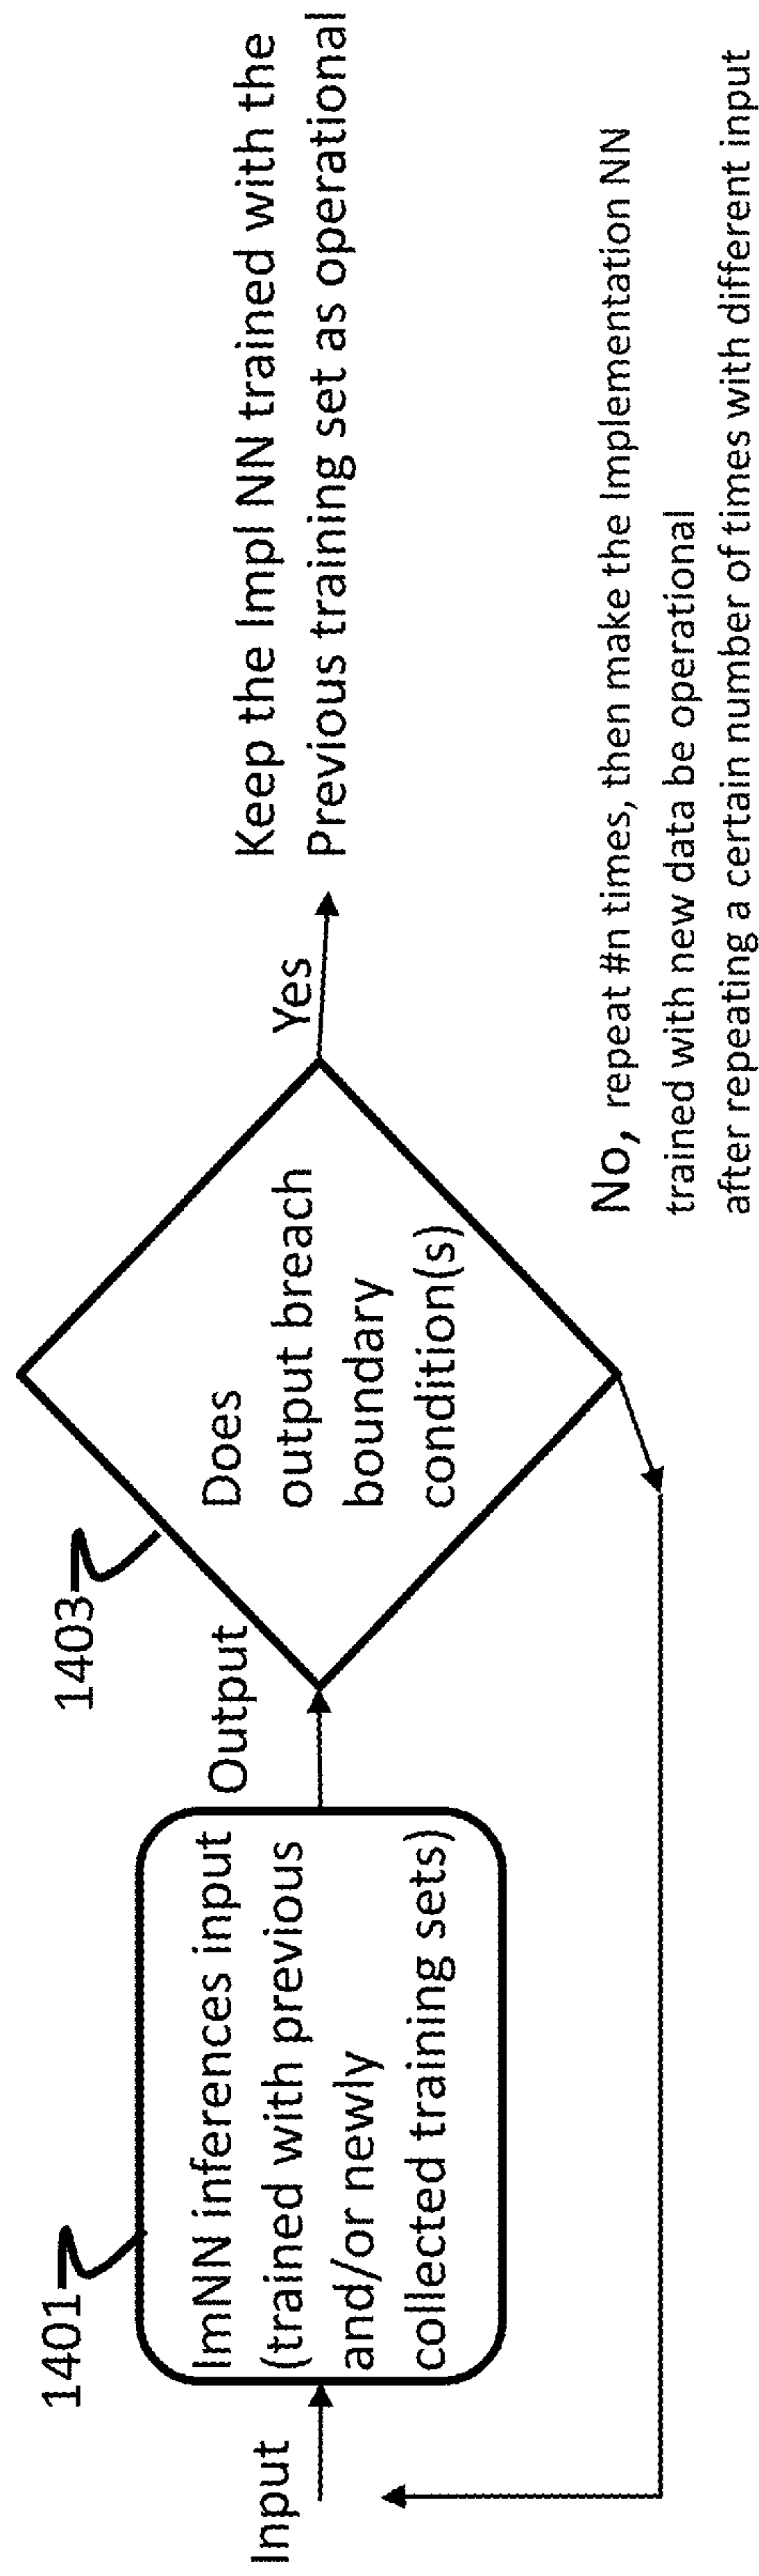 Input
1401
ImNN inferences input
(trained with previous
and/or newly
collected training sets)
Output
1403
Does
output breach
boundary
condition(s)
Yes
Keep the Impl NN trained with the
Previous training set as operational
No, repeat #n times, then make the Implementation NN
trained with new data be operational
after repeating a certain number of times with different input